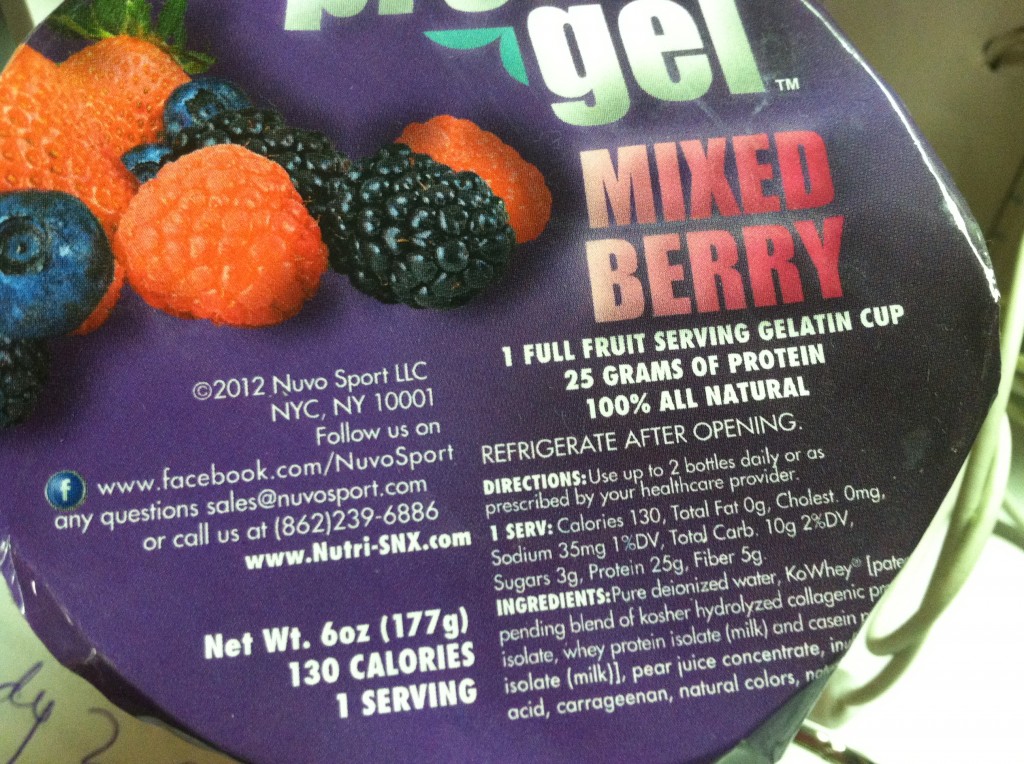 gel™
MIXED
BERRY
1 FULL FRUIT SERVING GELATIN CUP
25 GRAMS OF PROTEIN
100% ALL NATURAL
REFRIGERATE AFTER OPENING.
DIRECTIONS: Use up to 2 bottles daily or as
prescribed by your healthcare provider.
1 SERV: Calories 130, Total Fat 0g, Cholest. 0mg,
Sodium 35mg 1%DV, Total Carb. 10g 2%DV,
Sugars 3g, Protein 25g, Fiber 5g.
INGREDIENTS: Pure deionized water, KoWhey® [
pending blend of kosher hydrolyzed collagenic
isolate, whey protein isolate (milk) and casein
isolate (milk)], pear juice concentrate,
acid, carrageenan, natural colors,
©2012 Nuvo Sport LLC
NYC, NY 10001
Follow us on
f www.facebook.com/NuvoSport
any questions sales@nuvosport.com
or call us at (862)239-6886
www.Nutri-SNX.com
Net Wt. 6oz (177g)
130 CALORIES
1 SERVING